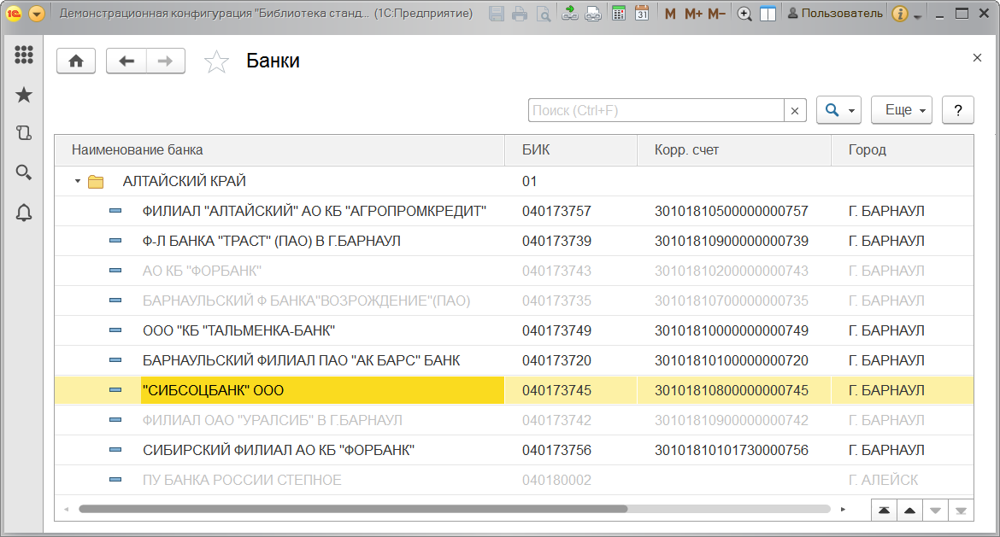 1С Демонстрационная конфигурация "Библиотека станд... (1С:Предприятие) 31 M M+ M- Пользователь i
Банки
Поиск (Ctrl+F) × Еще ?
Наименование банка БИК Корр. счет Город
АЛТАЙСКИЙ КРАЙ 01
ФИЛИАЛ "АЛТАЙСКИЙ" АО КБ "АГРОПРОМКРЕДИТ" 040173757 30101810500000000757 Г. БАРНАУЛ
Ф-Л БАНКА "ТРАСТ" (ПАО) В Г.БАРНАУЛ 040173739 30101810900000000739 Г. БАРНАУЛ
АО КБ "ФОРБАНК" 040173743 30101810200000000743 Г. БАРНАУЛ
БАРНАУЛЬСКИЙ Ф БАНКА"ВОЗРОЖДЕНИЕ"(ПАО) 040173735 30101810700000000735 Г. БАРНАУЛ
ООО "КБ "ТАЛЬМЕНКА-БАНК" 040173749 30101810000000000749 Г. БАРНАУЛ
БАРНАУЛЬСКИЙ ФИЛИАЛ ПАО "АК БАРС" БАНК 040173720 30101810100000000720 Г. БАРНАУЛ
"СИБСОЦБАНК" ООО 040173745 30101810800000000745 Г. БАРНАУЛ
ФИЛИАЛ ОАО "УРАЛСИБ" В Г.БАРНАУЛ 040173742 30101810900000000742 Г. БАРНАУЛ
СИБИРСКИЙ ФИЛИАЛ АО КБ "ФОРБАНК" 040173756 30101810101730000756 Г. БАРНАУЛ
ПУ БАНКА РОССИИ СТЕПНОЕ 040180002 Г. АЛЕЙСК